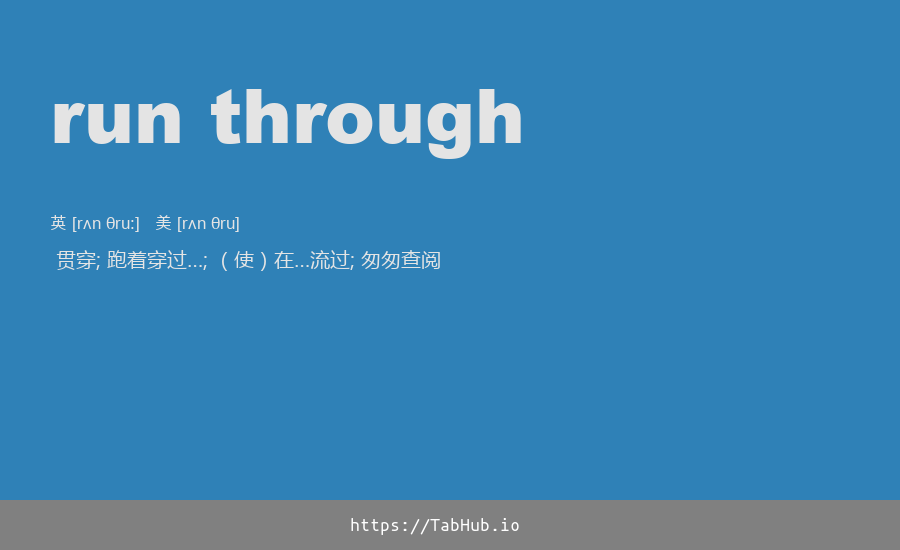 run through
英 [rʌn θruː] 美 [rʌn θru]
贯穿; 跑着穿过...; （使）在...流过; 匆匆查阅
https://TabHub.io